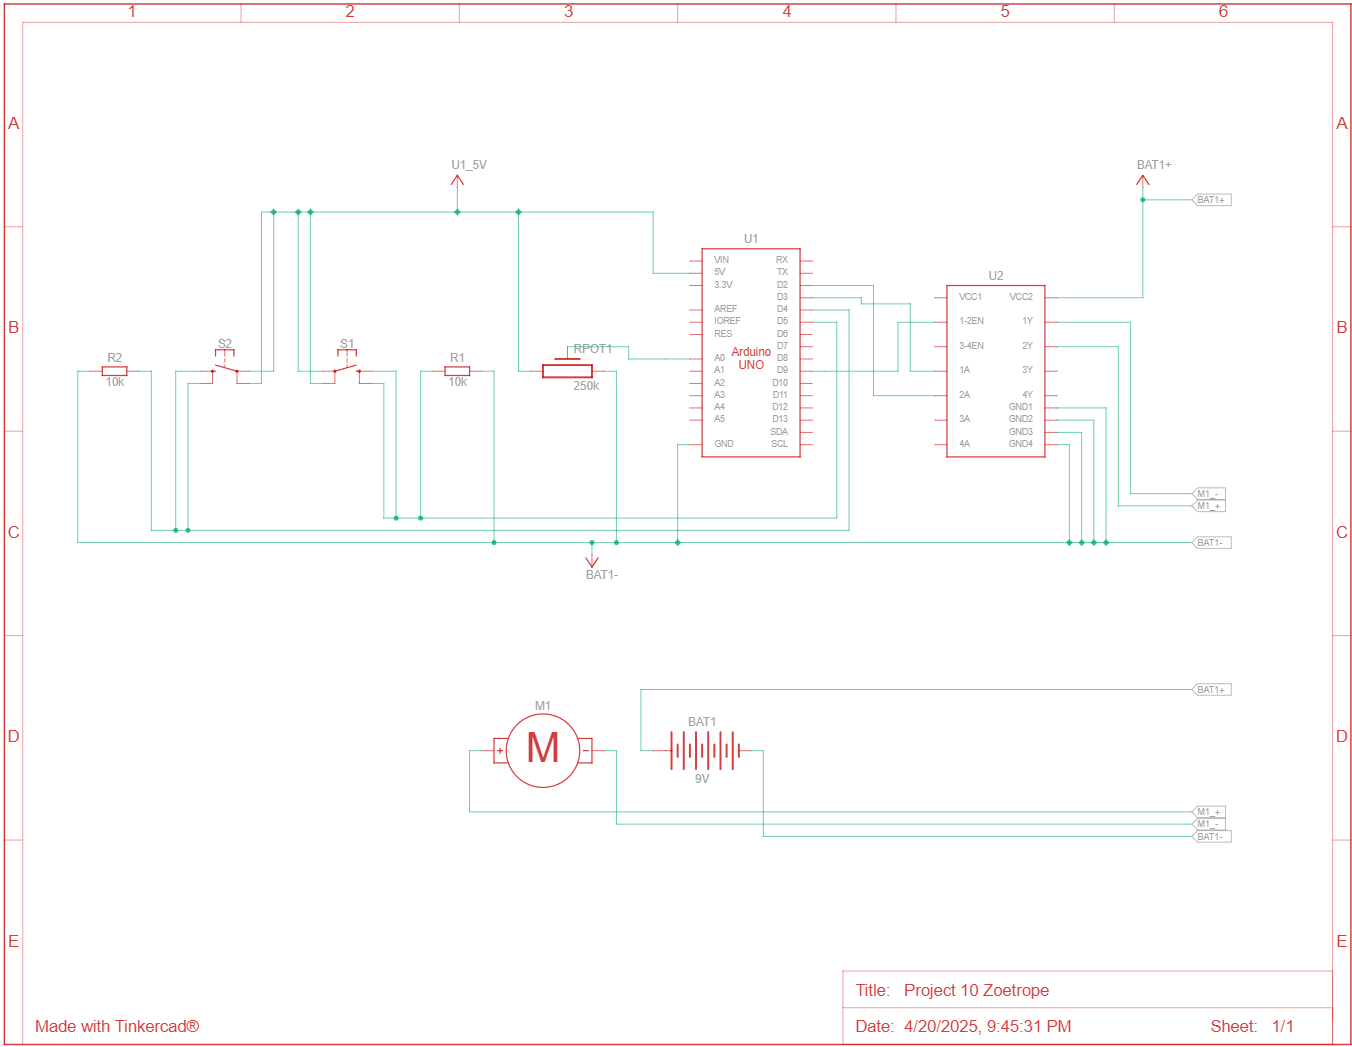 1 2 3 4 5 6
A A
U1_5V BAT1+
BAT1+
U1
VIN RX
5V TX
3.3V D2
D3
AREF D4
IOREF D5
RES D6
D7
A0 D8
A1 D9
A2 D10
A3 D11
A4 D12
A5 D13
SDA
GND SCL
Arduino
UNO
U2
VCC1 VCC2
1-2EN 1Y
3-4EN 2Y
1A 3Y
2A 4Y
GND1
3A GND2
GND3
4A GND4
B B
S2 S1 RPOT1
R2 R1
10k 10k 250k
M1_-
M1_+
C C
BAT1-
BAT1-
BAT1+
M1 BAT1
D D
+ M -
9V
M1_+
M1_-
BAT1-
E E
Title: Project 10 Zoetrope
Made with Tinkercad®
Date: 4/20/2025, 9:45:31 PM Sheet: 1/1